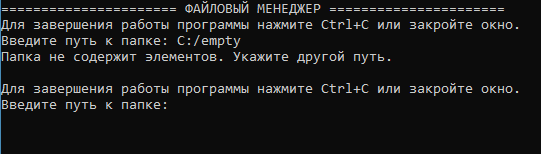 ====================== ФАЙЛОВЫЙ МЕНЕДЖЕР ======================
Для завершения работы программы нажмите Ctrl+C или закройте окно.
Введите путь к папке: C:/empty
Папка не содержит элементов. Укажите другой путь.
Для завершения работы программы нажмите Ctrl+C или закройте окно.
Введите путь к папке: